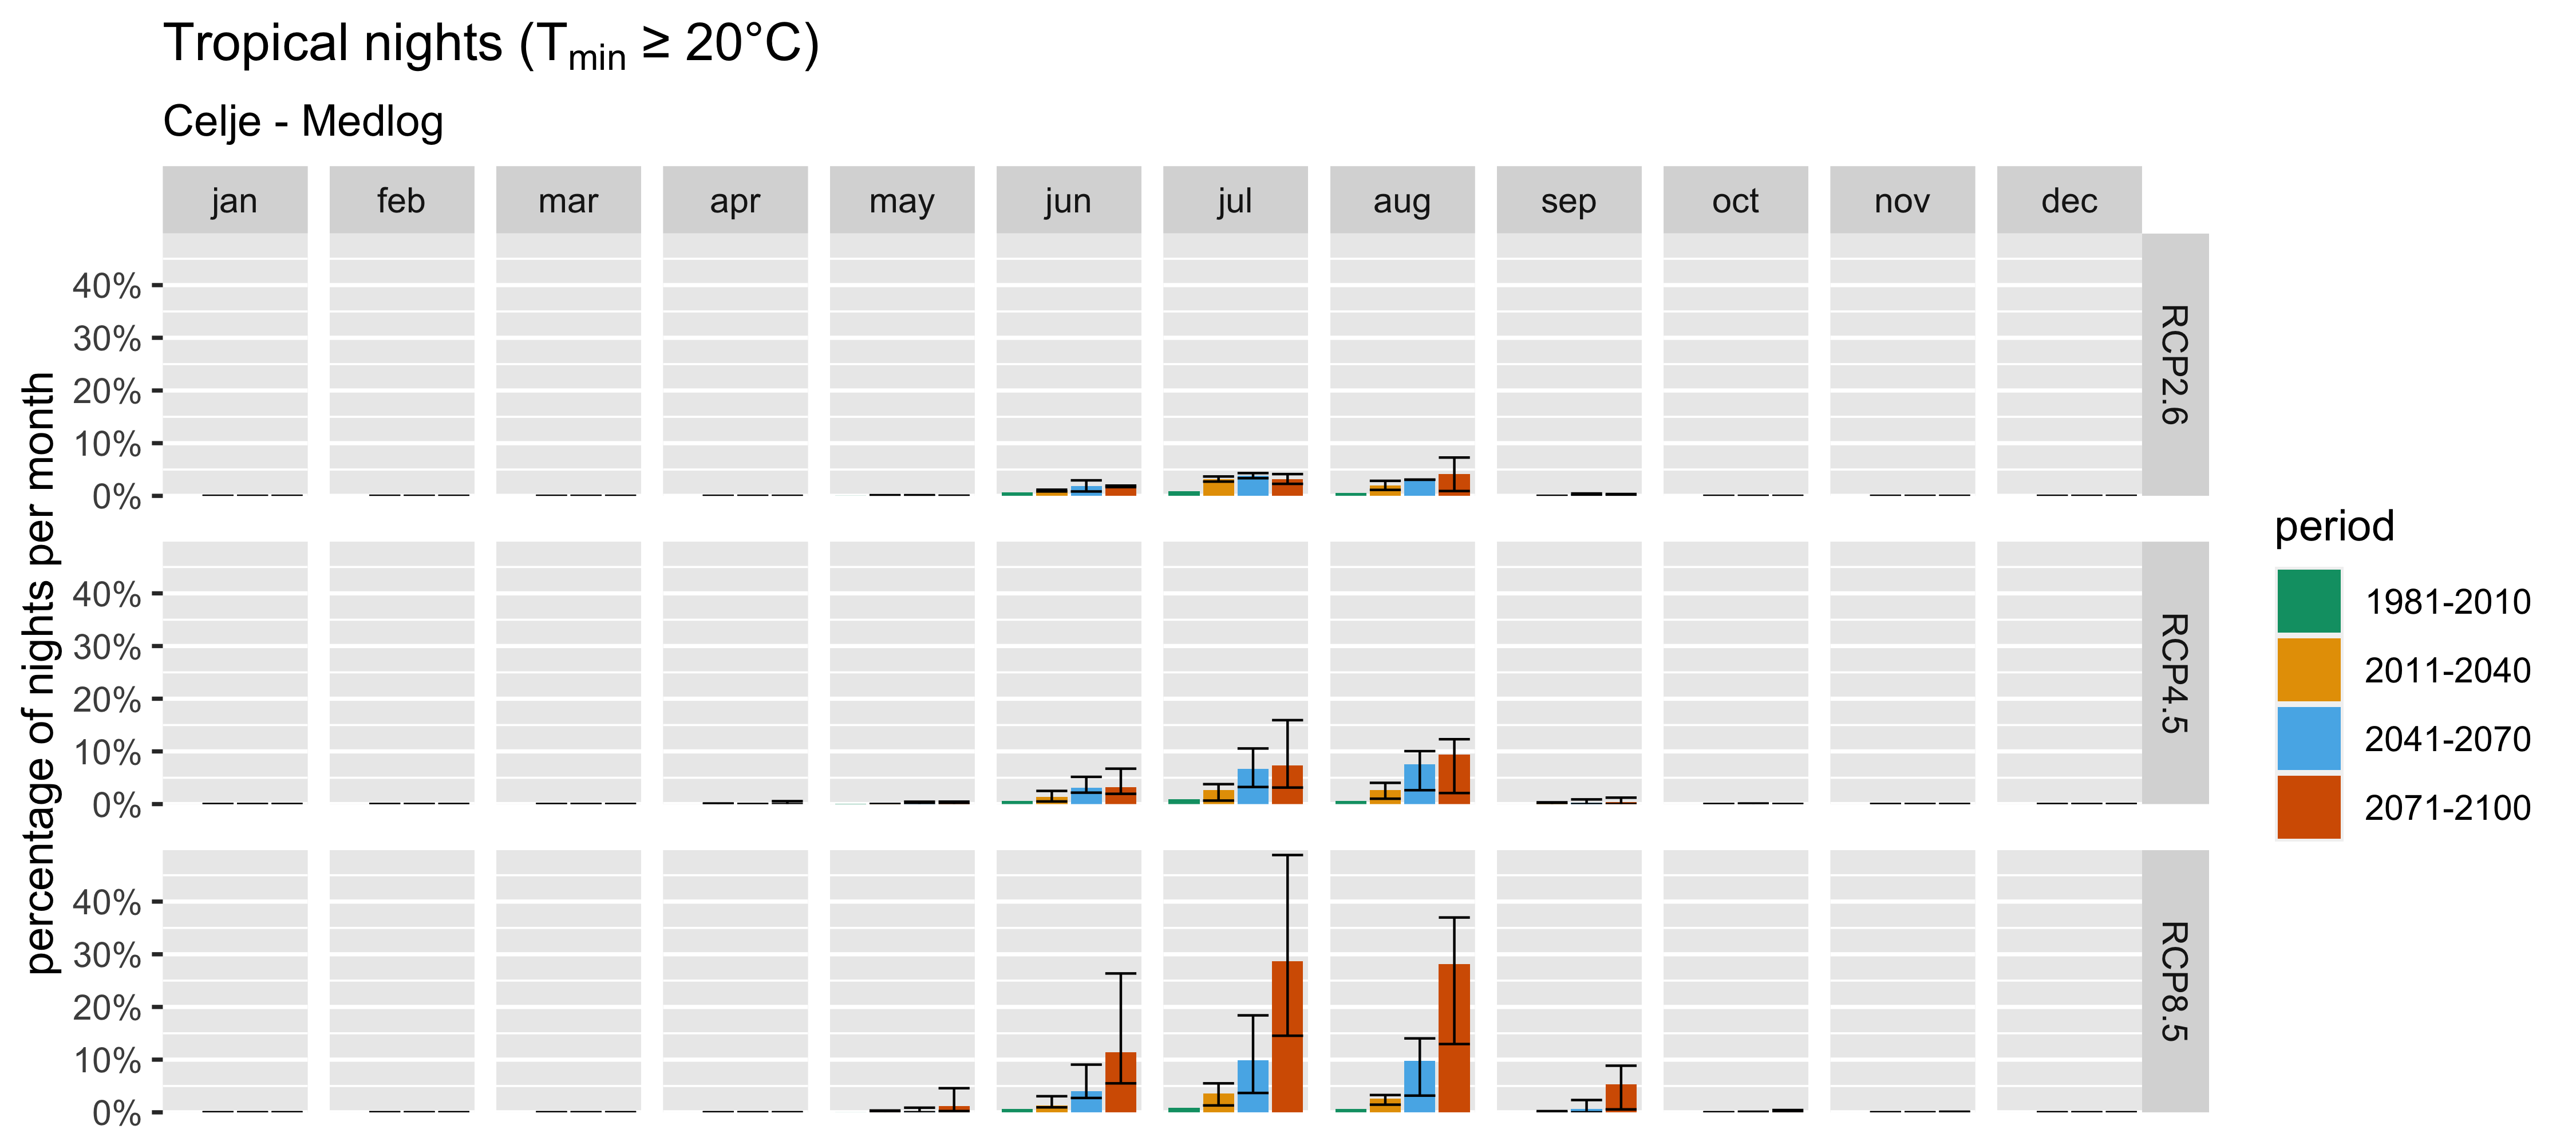 Tropical nights (Tmin ≥ 20°C)
Celje - Medlog
jan feb mar apr may jun jul aug sep oct nov dec
percentage of nights per month
40%
30%
20%
10%
0%
RCP2.6
40%
30%
20%
10%
0%
RCP4.5
40%
30%
20%
10%
0%
RCP8.5
period
1981-2010
2011-2040
2041-2070
2071-2100